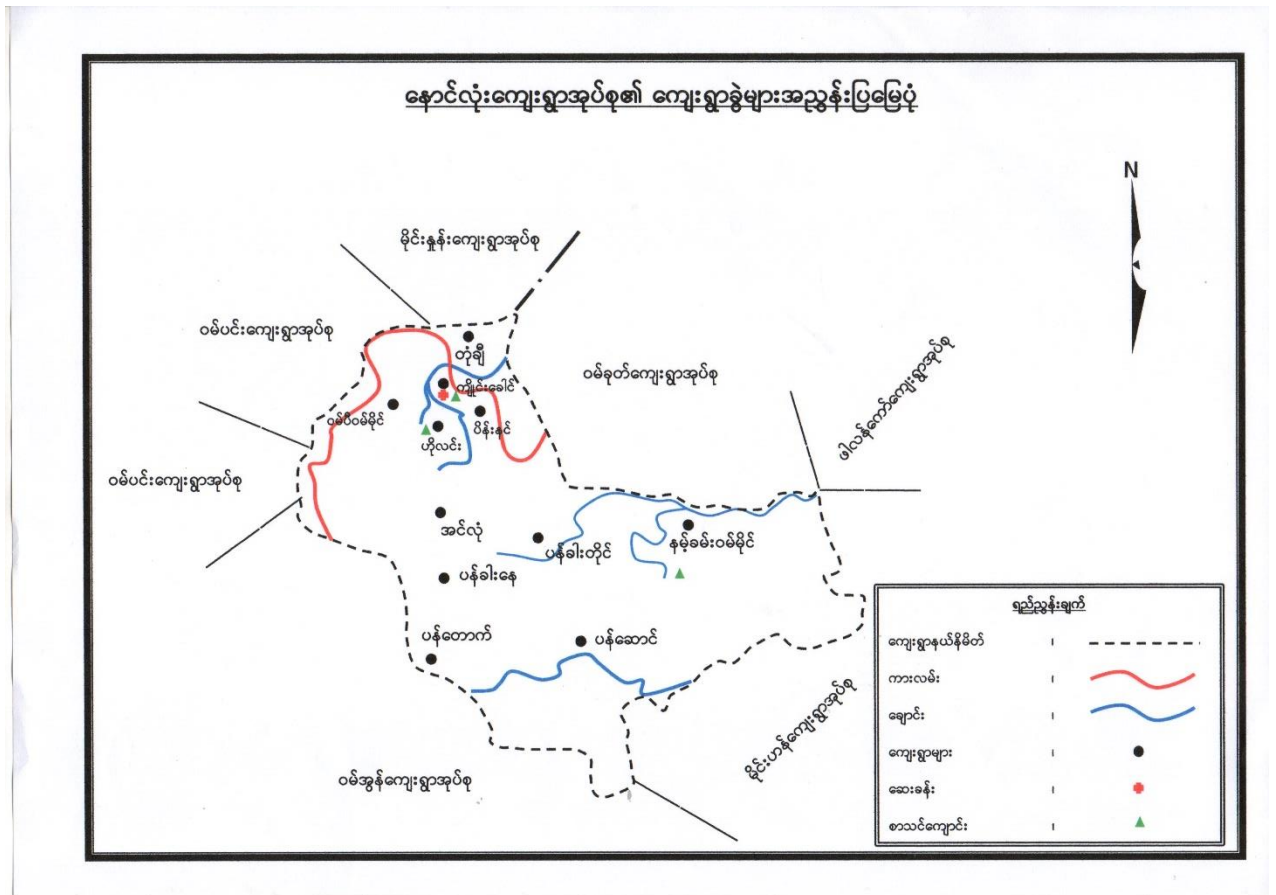 နောင်လုံးကျေးရွာအုပ်စု၏ ကျေးရွာခွဲများအညွှန်းပြမြေပုံ
N
မိုင်းနှုန်းကျေးရွာအုပ်စု
ဝမ်ပင်းကျေးရွာအုပ်စု
တုံချီ
ဝမ်ခုတ်ကျေးရွာအုပ်စု
ဖါလန်ကော်ကျေးရွာအုပ်စု
ကျိုင်းခေါင်
ဝမ်ပီဝမ်မိုင်
ပိန်းနင်
ဟိုလင်း
ဝမ်ပင်းကျေးရွာအုပ်စု
အင်လုံ
ပန်ခါးတိုင်
နမ့်ခမ်းဝမ်မိုင်
ပန်ခါးနေ
ပန်တောက်
ပန်ဆောင်
မိုင်းဟန်ကျေးရွာအုပ်စု
ဝမ်အွန်ကျေးရွာအုပ်စု
ရည်ညွှန်းချက်
ကျေးရွာနယ်နိမိတ် ၊
ကားလမ်း ၊
ချောင်း ၊
ကျေးရွာများ ၊
ဆေးခန်း ၊
စာသင်ကျောင်း ၊